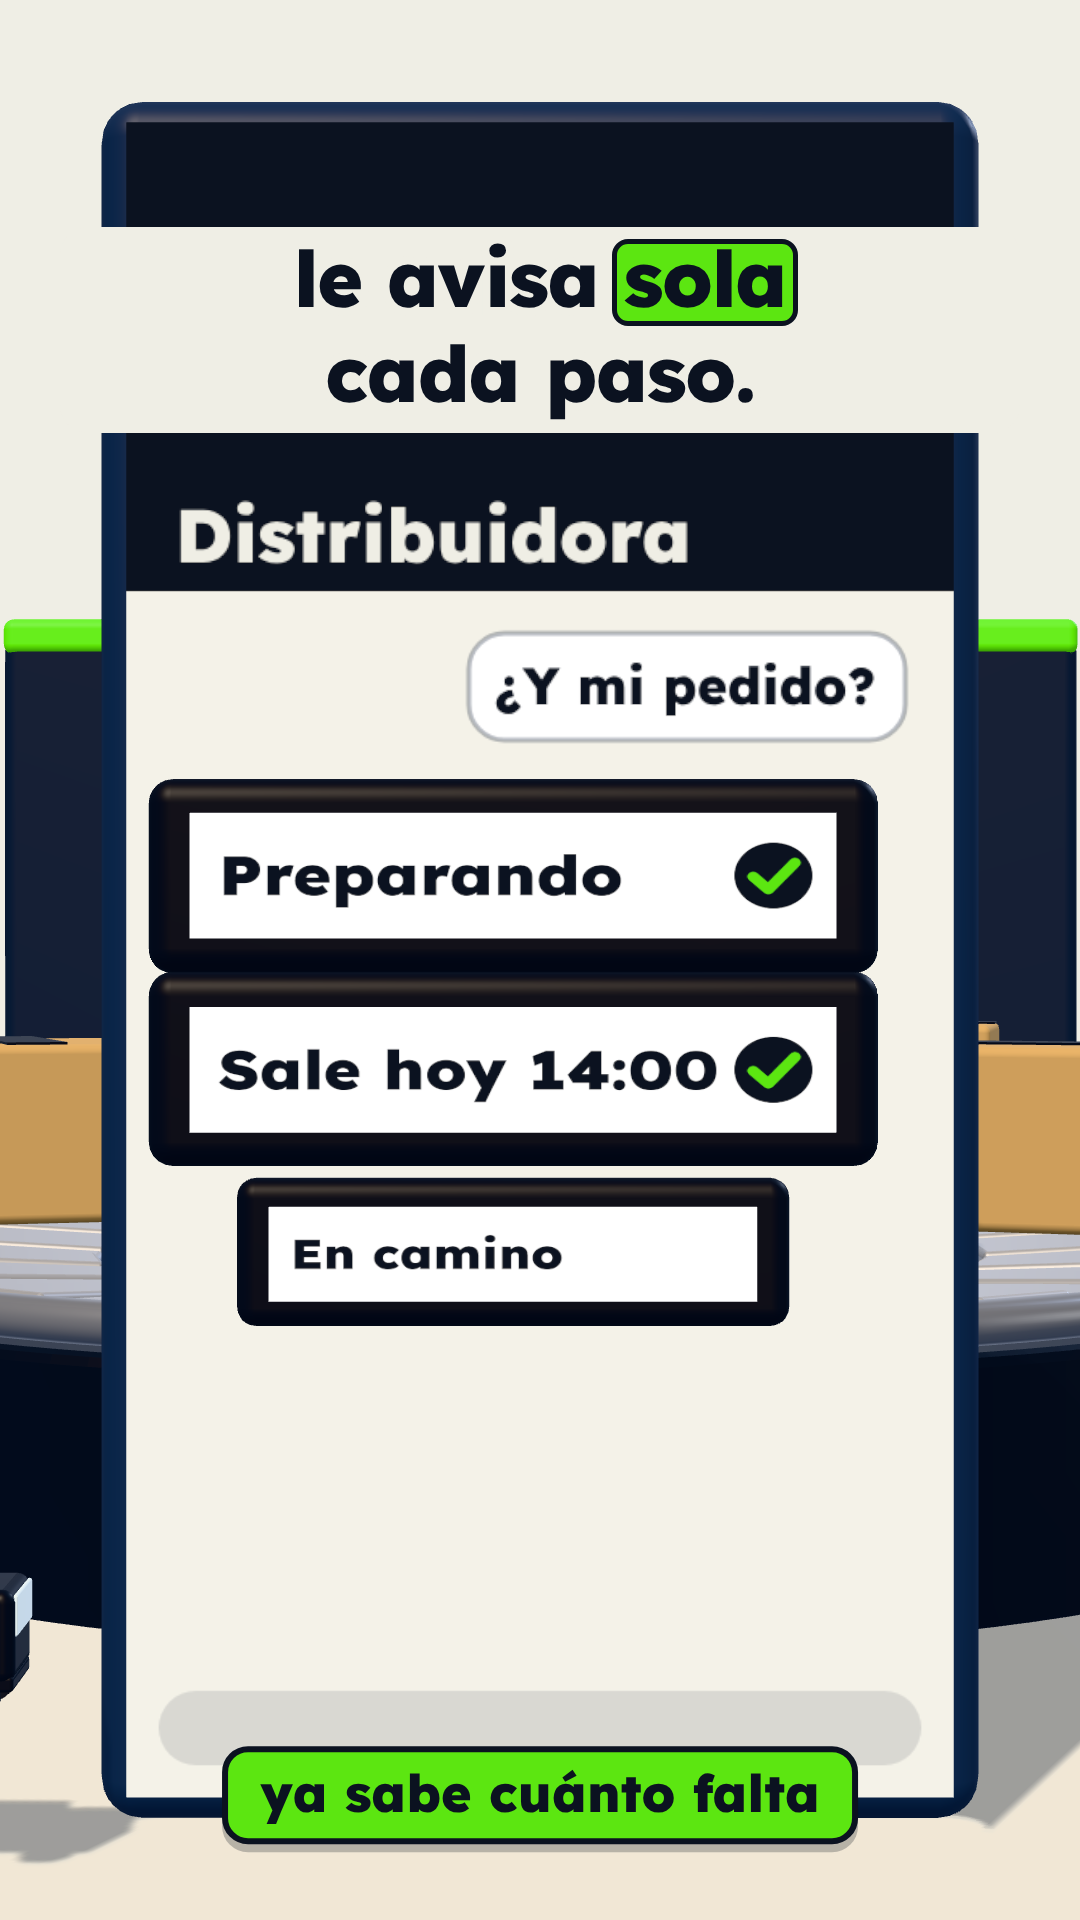 le avisa sola
cada paso.
Distribuidora
¿Y mi pedido?
Preparando
Sale hoy 14:00
En camino
ya sabe cuánto falta